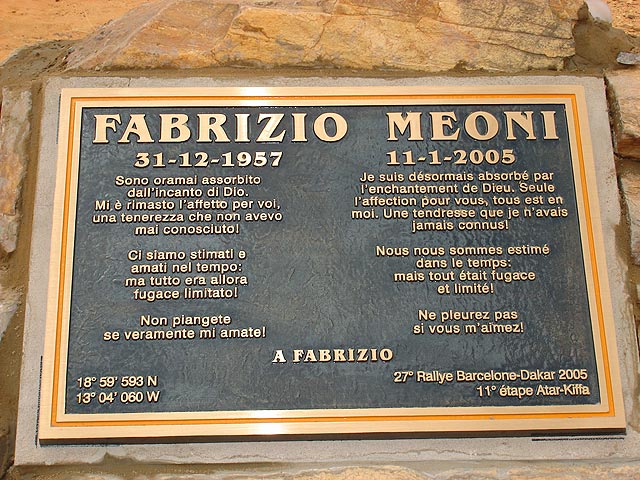 FABRIZIO MEONI
31-12-1957 11-1-2005
Sono oramai assorbito
dall'incanto di Dio.
Mi è rimasto l'affetto per voi,
una tenerezza che non avevo
mai conosciuto!
Ci siamo stimati e
amati nel tempo:
ma tutto era allora
fugace limitato!
Non piangete
se veramente mi amate!
Je suis désormais absorbé par
l'enchantement de Dieu. Seule
l'affection pour vous, tous est en
moi. Une tendresse que je n'avais
jamais connus!
Nous nous sommes estimé
dans le temps:
mais tout était fugace
et limité!
Ne pleurez pas
si vous m'aimez!
A FABRIZIO
18° 59' 593 N
13° 04' 060 W
27° Rallye Barcelone-Dakar 2005
11° étape Atar-Kiffa